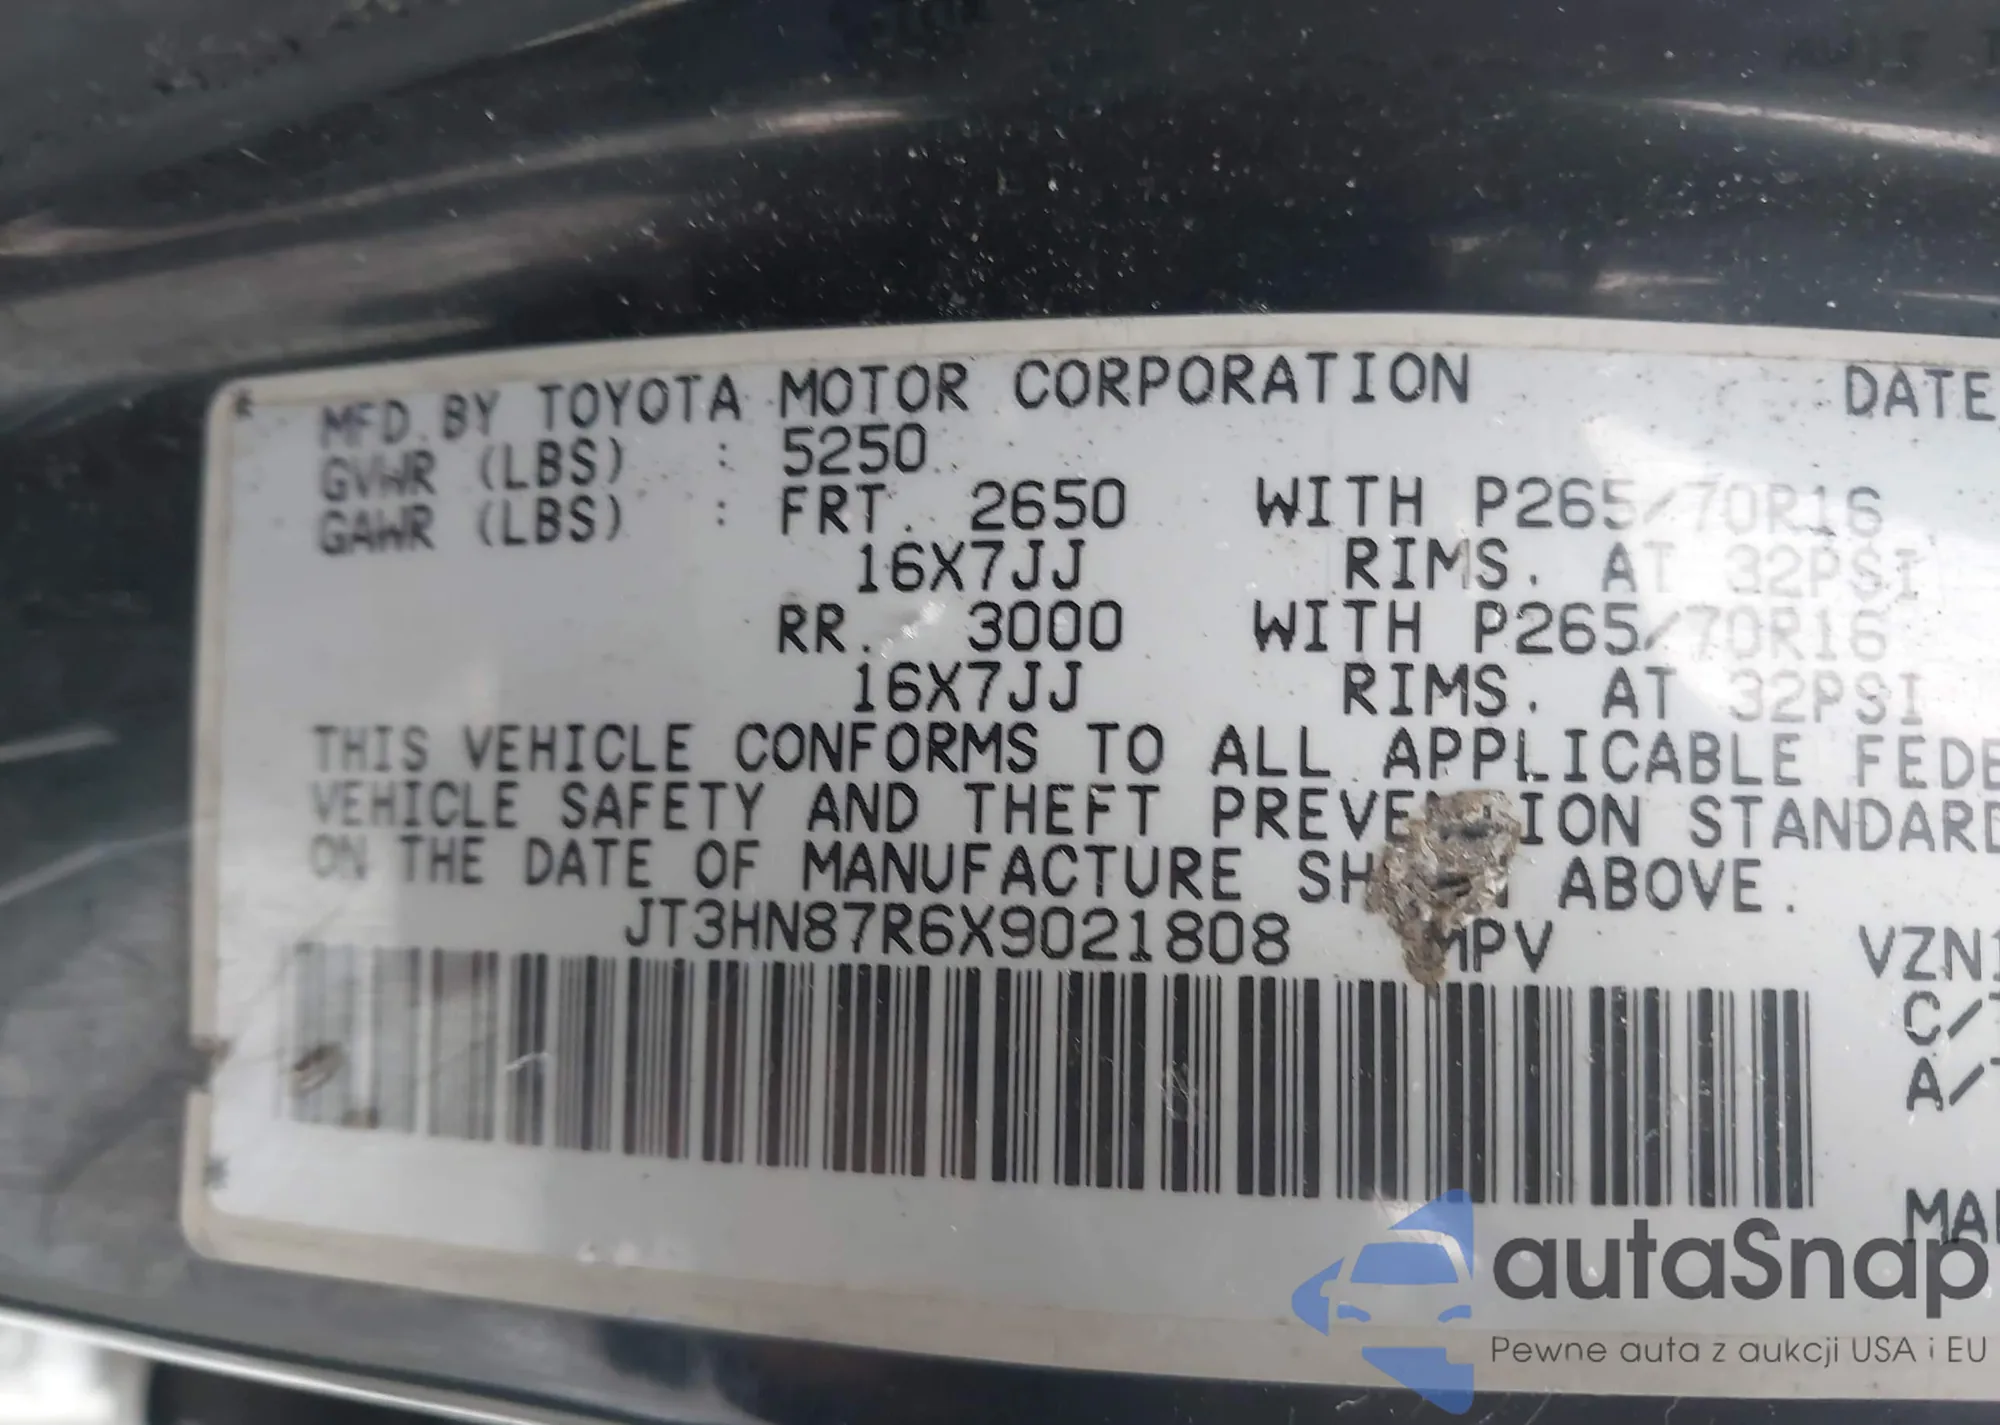 MFD. BY TOYOTA MOTOR CORPORATION DATE
GVWR (LBS) : 5250
GAWR (LBS) : FRT. 2650 WITH P265/70R16
16X7JJ RIMS. AT 32PSI
RR. 3000 WITH P265/70R16
16X7JJ RIMS. AT 32PSI
THIS VEHICLE CONFORMS TO ALL APPLICABLE FEDE
VEHICLE SAFETY AND THEFT PREVE ION STANDARD
ON THE DATE OF MANUFACTURE SH ABOVE.
JT3HN87R6X9021808 MPV VZN1
C/T
A/T
MAD
autaSnap
Pewne auta z aukcji USA i EU